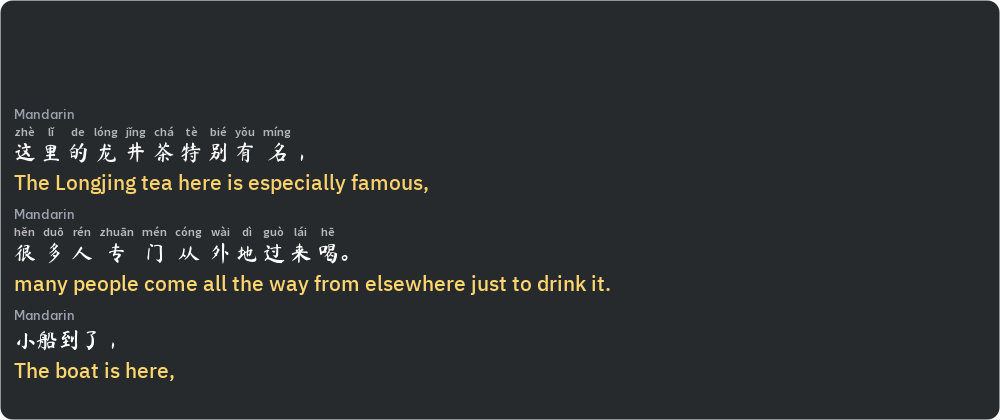 Mandarin
zhè lǐ de lóng jǐng chá tè bié yǒu míng
这里的龙井茶特别有名，
The Longjing tea here is especially famous,
Mandarin
hěn duō rén zhuān mén cóng wài dì guò lái hē
很多人专门从外地过来喝。
many people come all the way from elsewhere just to drink it.
Mandarin
小船到了，
The boat is here,